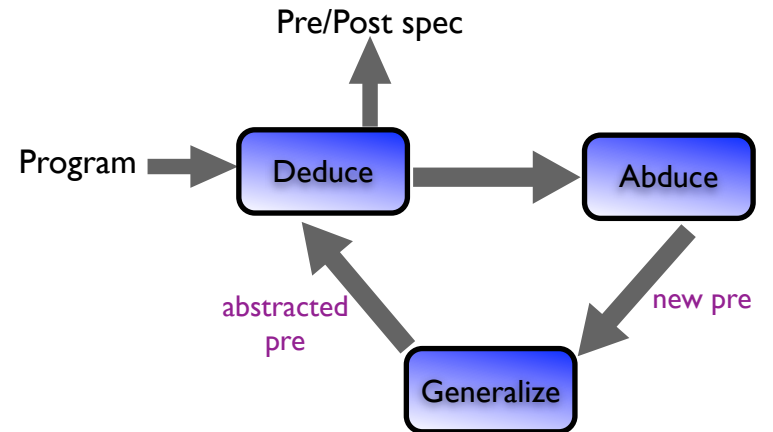 Pre/Post spec
Program
Deduce
Abduce
abstracted
pre
new pre
Generalize